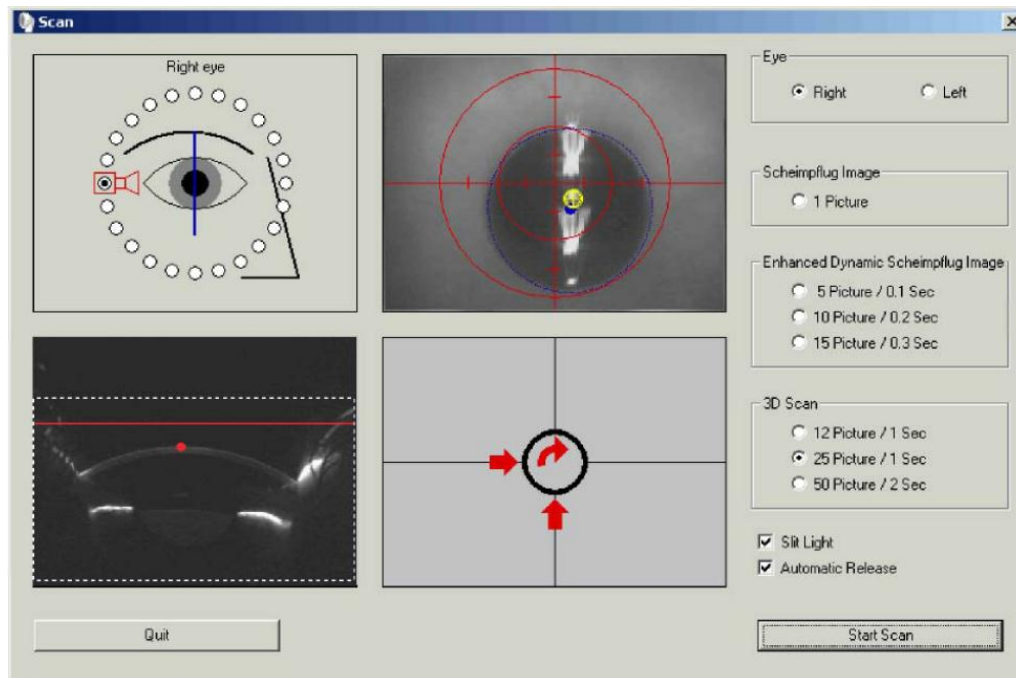 Scan
Right eye
Eye
Right
Left
Scheimpflug Image
1 Picture
Enhanced Dynamic Scheimpflug Image
5 Picture / 0.1 Sec
10 Picture / 0.2 Sec
15 Picture / 0.3 Sec
3D Scan
12 Picture / 1 Sec
25 Picture / 1 Sec
50 Picture / 2 Sec
Slit Light
Automatic Release
Quit
Start Scan